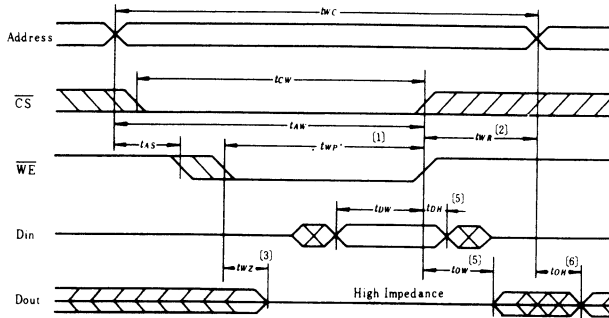 tWC
Address
tCW
CS
tAW
tAS
tWP
(1)
tWR
(2)
WE
tDW
tDH
(5)
Din
tWZ
(3)
tOW
(5)
tOH
(6)
High Impedance
Dout